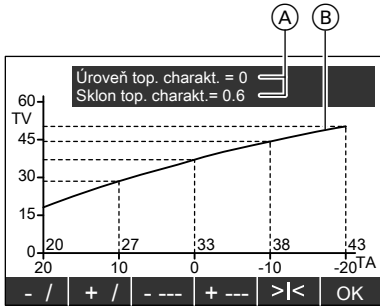 A B
Úroveň top. charakt. = 0
Sklon top. charakt.= 0.6
60
TV
45
30
15
0
20 27 33 38 43
20 10 0 -10 -20 TA
- / + / - --- + --- >|< OK